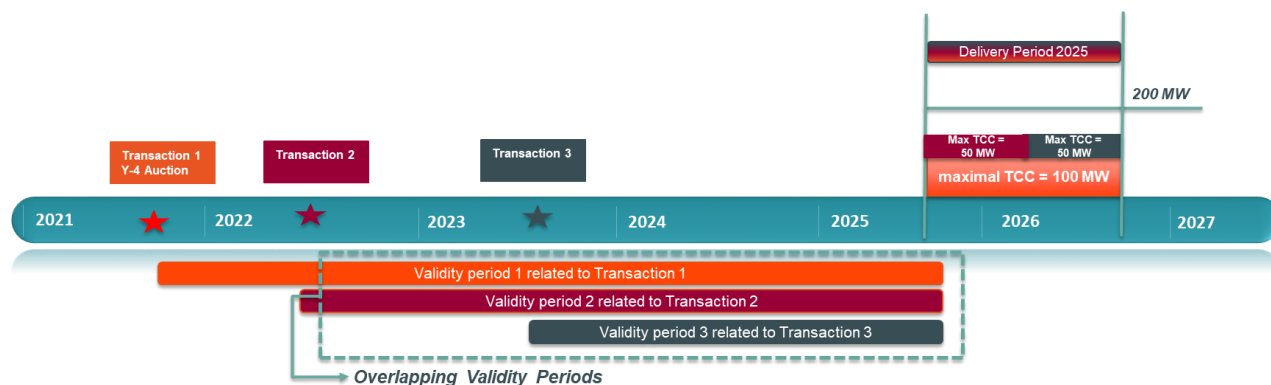 Delivery Period 2025
200 MW
Transaction 1
Y-4 Auction
Transaction 2
Transaction 3
Max TCC =
50 MW
Max TCC =
50 MW
maximal TCC = 100 MW
2021
2022
2023
2024
2025
2026
2027
Validity period 1 related to Transaction 1
Validity period 2 related to Transaction 2
Validity period 3 related to Transaction 3
Overlapping Validity Periods